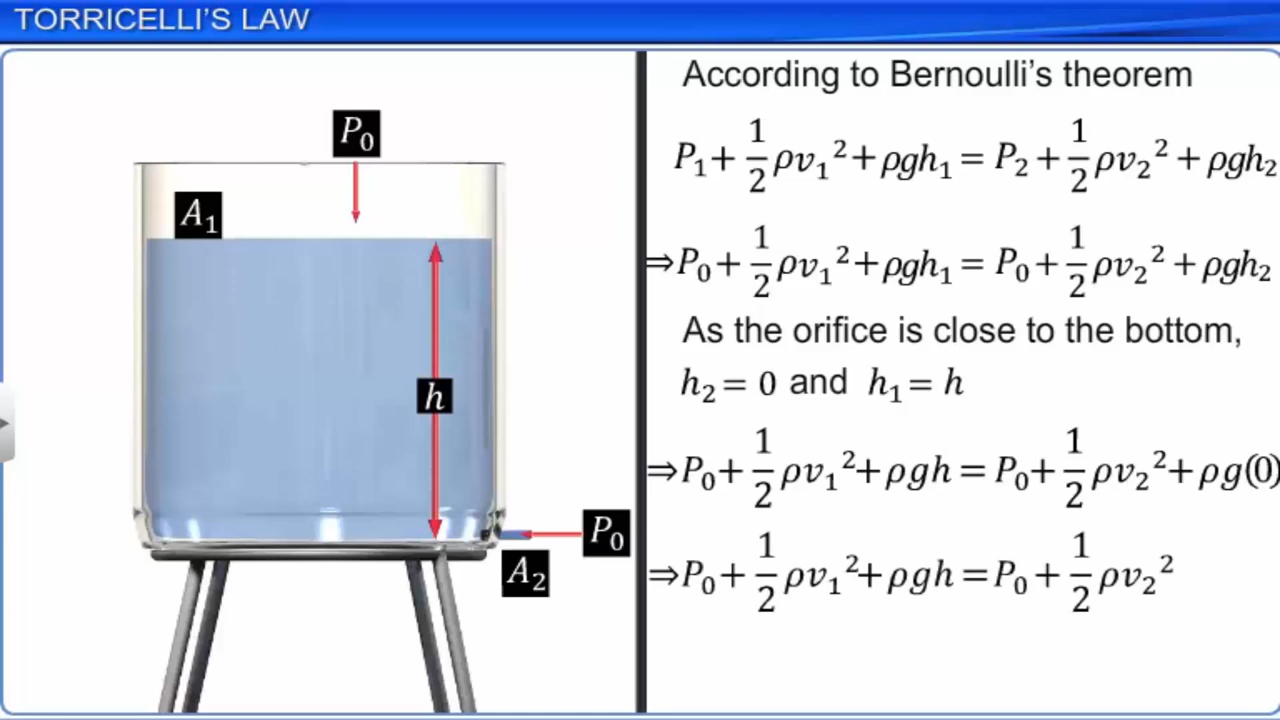 TORRICELLI'S LAW
P₀
A₁
h
P₀
A₂
According to Bernoulli's theorem
P₁ + 1/2 ρv₁² + ρgh₁ = P₂ + 1/2 ρv₂² + ρgh₂
⇒ P₀ + 1/2 ρv₁² + ρgh₁ = P₀ + 1/2 ρv₂² + ρgh₂
As the orifice is close to the bottom,
h₂ = 0 and h₁ = h
⇒ P₀ + 1/2 ρv₁² + ρgh = P₀ + 1/2 ρv₂² + ρg(0)
⇒ P₀ + 1/2 ρv₁² + ρgh = P₀ + 1/2 ρv₂²